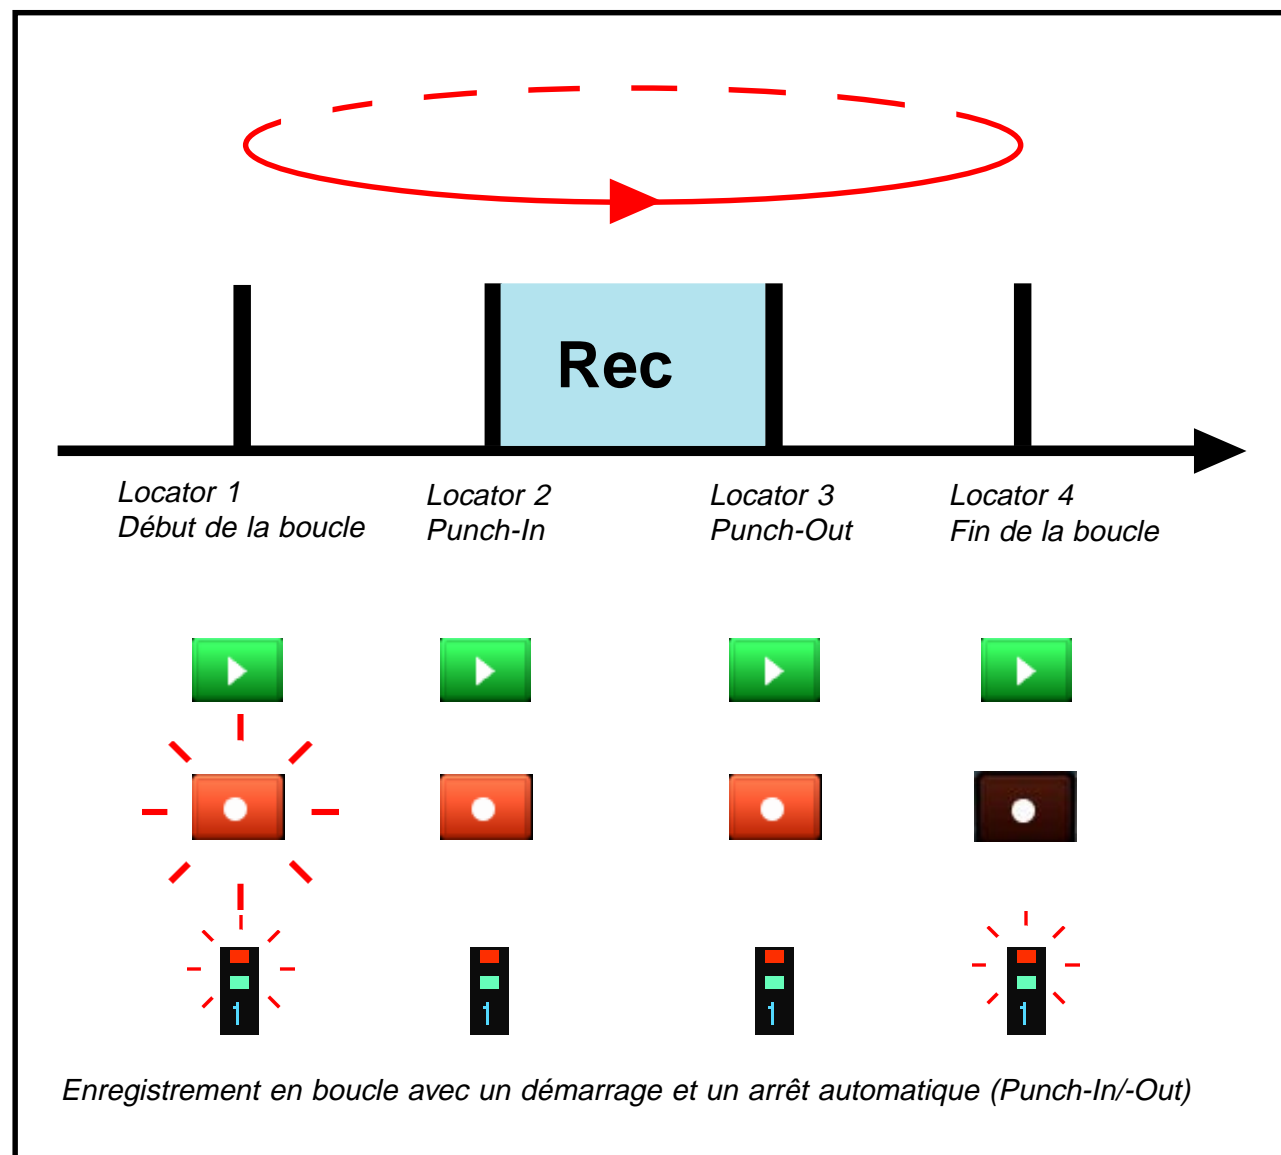 Rec
Locator 1
Début de la boucle
Locator 2
Punch-In
Locator 3
Punch-Out
Locator 4
Fin de la boucle
1
1
1
1
Enregistrement en boucle avec un démarrage et un arrêt automatique (Punch-In/-Out)